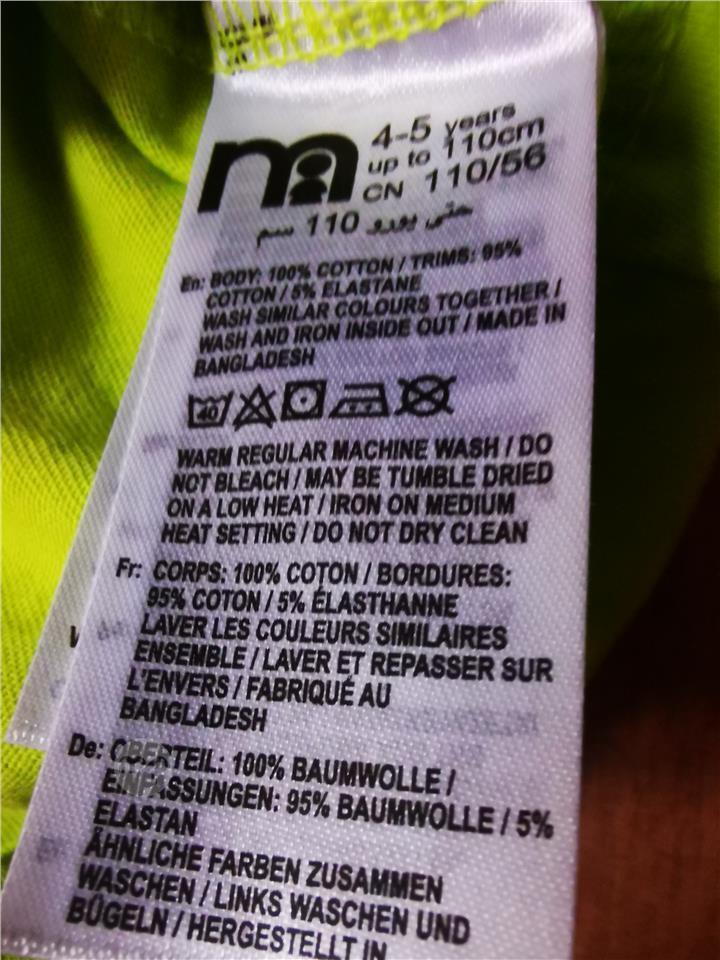 m
4-5 years
up to 110cm
CN 110/56
En: BODY: 100% COTTON / TRIMS: 95%
COTTON / 5% ELASTANE
WASH SIMILAR COLOURS TOGETHER /
WASH AND IRON INSIDE OUT / MADE IN
BANGLADESH
40
WARM REGULAR MACHINE WASH / DO
NOT BLEACH / MAY BE TUMBLE DRIED
ON A LOW HEAT / IRON ON MEDIUM
HEAT SETTING / DO NOT DRY CLEAN
Fr: CORPS: 100% COTON / BORDURES:
95% COTON / 5% ÉLASTHANNE
LAVER LES COULEURS SIMILAIRES
ENSEMBLE / LAVER ET REPASSER SUR
L'ENVERS / FABRIQUÉ AU
BANGLADESH
De: OBERTEIL: 100% BAUMWOLLE /
EINFASSUNGEN: 95% BAUMWOLLE / 5%
ELASTAN
ÄHNLICHE FARBEN ZUSAMMEN
WASCHEN / LINKS WASCHEN UND
BÜGELN / HERGESTELLT IN